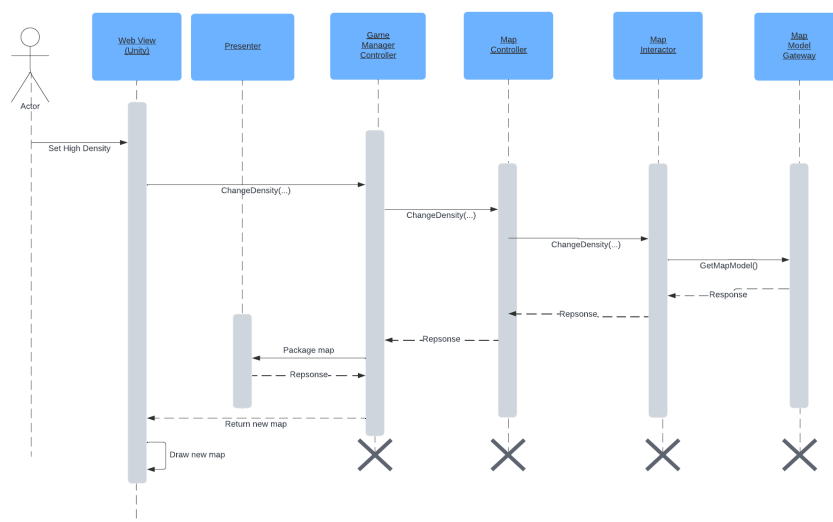 Web View
(Unity)
Presenter
Game
Manager
Controller
Map
Controller
Map
Interactor
Map
Model
Gateway
Actor
Set High Density
ChangeDensity(...)
ChangeDensity(...)
ChangeDensity(...)
GetMapModel()
Response
Repsonse
Repsonse
Package map
Repsonse
Return new map
Draw new map